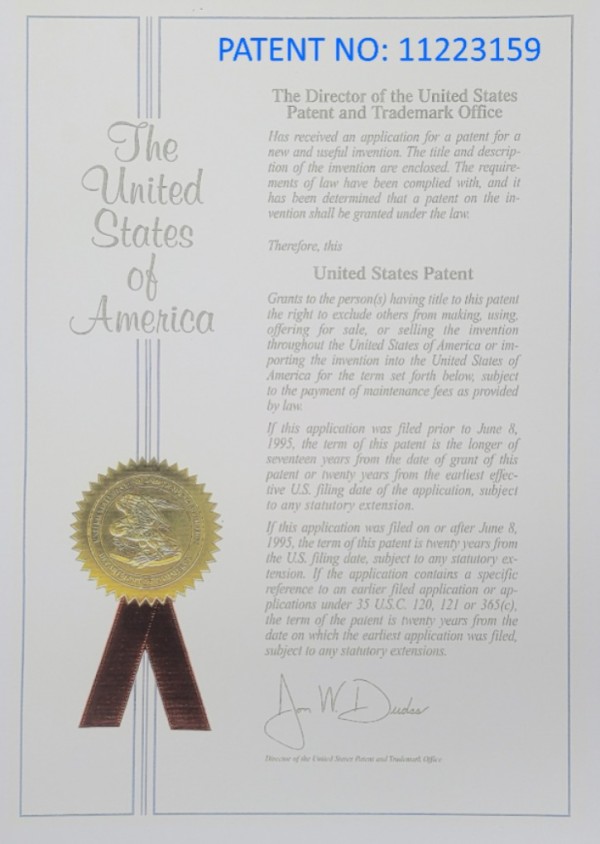 PATENT NO: 11223159
The
United
States
of
America
The Director of the United States
Patent and Trademark Office
Has received an application for a patent for a
new and useful invention. The title and descrip-
tion of the invention are enclosed. The require-
ments of law have been complied with, and it
has been determined that a patent on the in-
vention shall be granted under the law.
Therefore, this
United States Patent
Grants to the person(s) having title to this patent
the right to exclude others from making, using,
offering for sale, or selling the invention
throughout the United States of America or im-
porting the invention into the United States of
America for the term set forth below, subject
to the payment of maintenance fees as provided
by law.
If this application was filed prior to June 8,
1995, the term of this patent is the longer of
seventeen years from the date of grant of this
patent or twenty years from the earliest effec-
tive U.S. filing date of the application, subject
to any statutory extension.
If this application was filed on or after June 8,
1995, the term of this patent is twenty years from
the U.S. filing date, subject to any statutory ex-
tension. If the application contains a specific
reference to an earlier filed application or ap-
plications under 35 U.S.C. 120, 121 or 365(c),
the term of the patent is twenty years from the
date on which the earliest application was filed,
subject to any statutory extensions.
Jon W. Dudas
Director of the United States Patent and Trademark Office